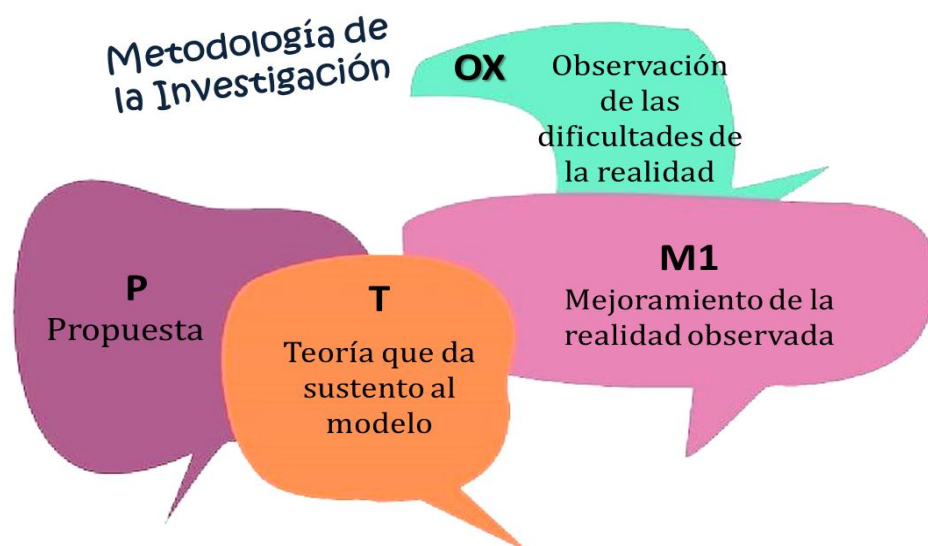 Metodología de
la Investigación
OX
Observación
de las
dificultades de
la realidad
P
Propuesta
T
Teoría que da
sustento al
modelo
M1
Mejoramiento de la
realidad observada